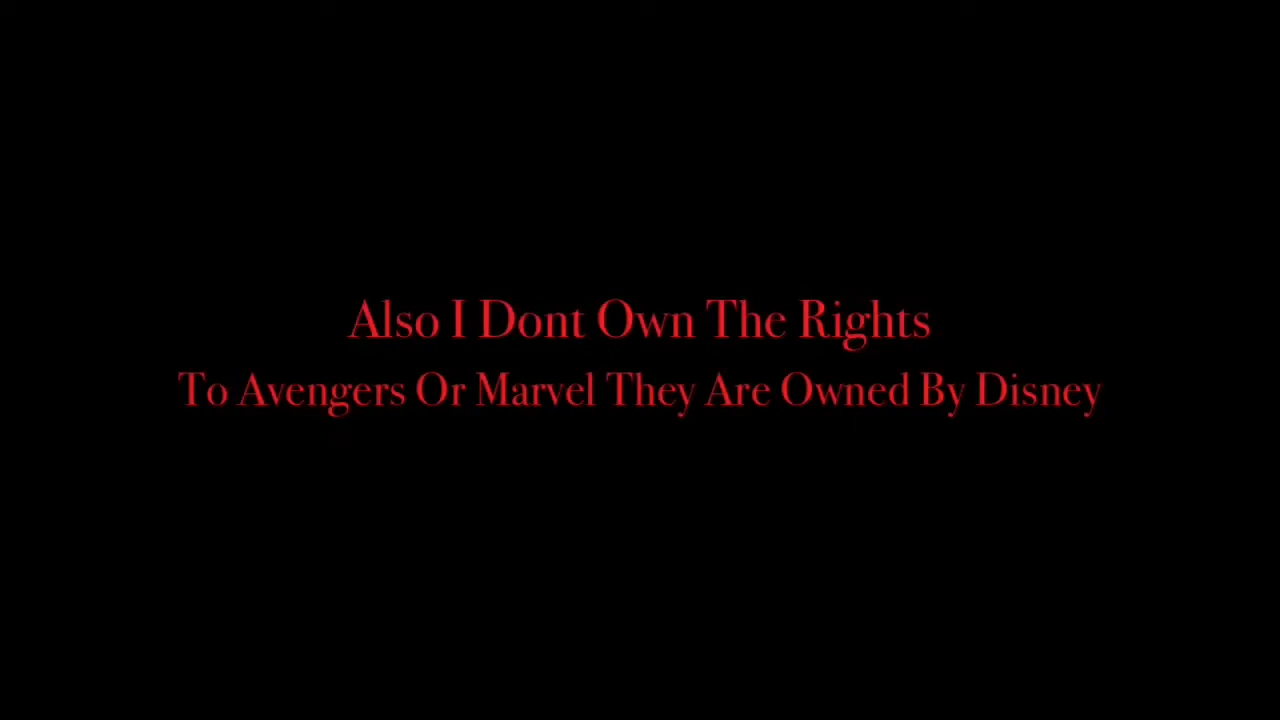 Also I Dont Own The Rights
To Avengers Or Marvel They Are Owned By Disney